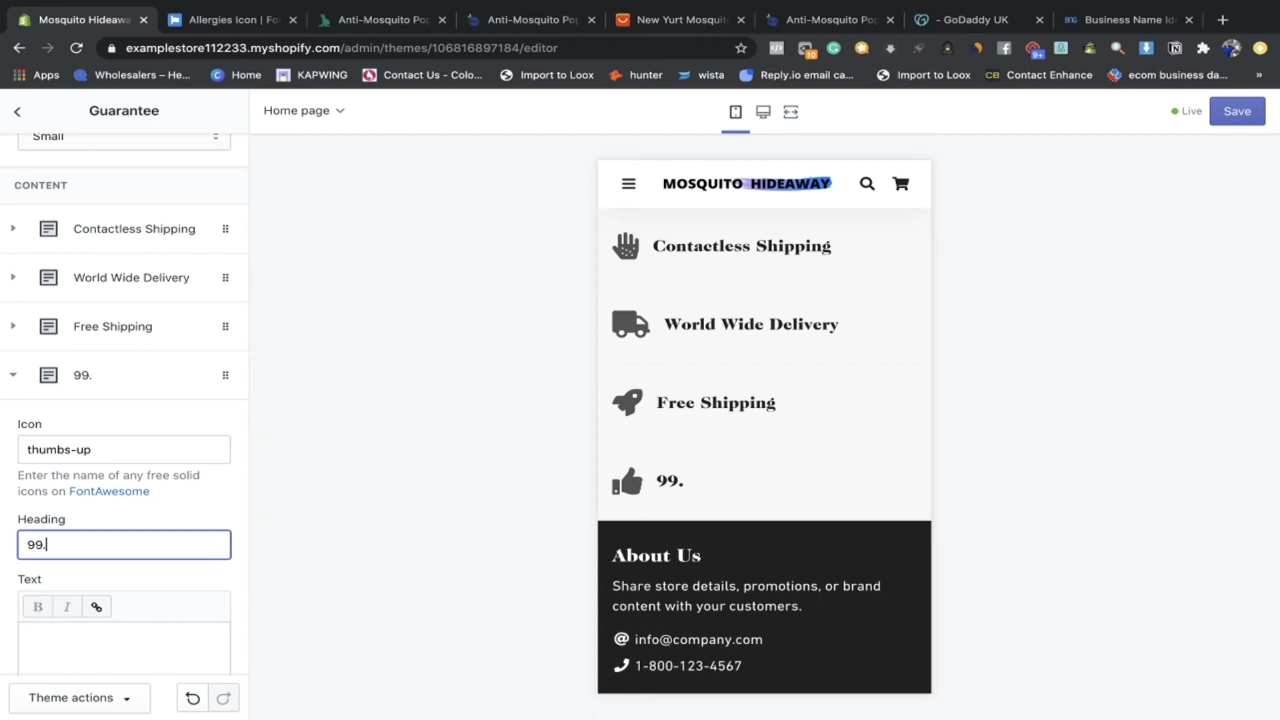 Mosquito Hideaw
Allergies Icon | Fo
Anti-Mosquito Pop
Anti-Mosquito Pop
New Yurt Mosquit
Anti-Mosquito Pop
- GoDaddy UK
Business Name Id
examplestore112233.myshopify.com/admin/themes/106816897184/editor
Apps
Wholesalers – He...
Home
KAPWING
Contact Us - Colo...
Import to Loox
hunter
wista
Reply.io email ca...
Import to Loox
Contact Enhance
ecom business da...
»
Guarantee
Home page
Live
Save
Small
CONTENT
Contactless Shipping
World Wide Delivery
Free Shipping
99.
Icon
thumbs-up
Enter the name of any free solid
icons on FontAwesome
Heading
99.
Text
B I
Theme actions
MOSQUITO HIDEAWAY
Contactless Shipping
World Wide Delivery
Free Shipping
99.
About Us
Share store details, promotions, or brand
content with your customers.
info@company.com
1-800-123-4567